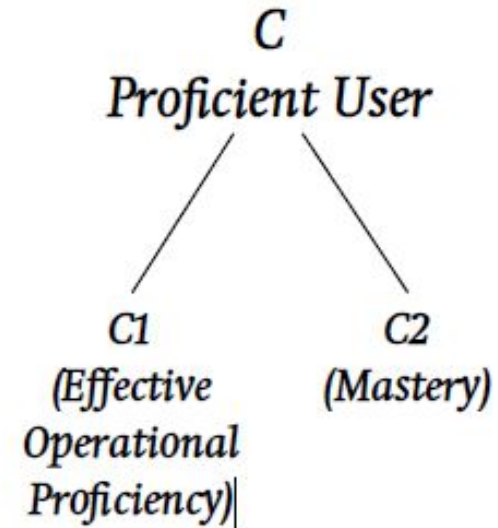 C
Proficient User
C1
(Effective
Operational
Proficiency)
C2
(Mastery)